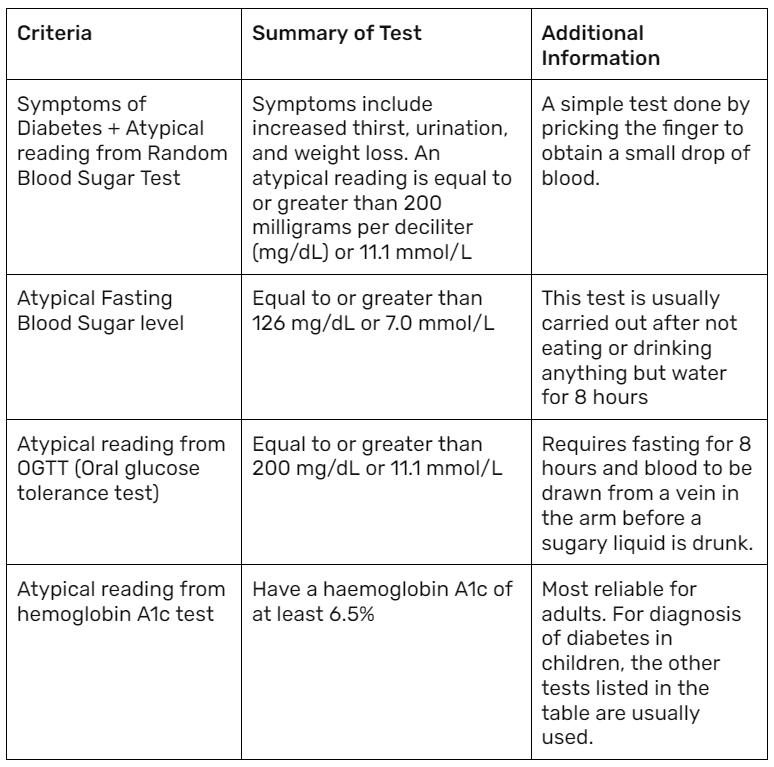 Criteria
Summary of Test
Additional
Information
Symptoms of
Diabetes + Atypical
reading from Random
Blood Sugar Test
Symptoms include
increased thirst, urination,
and weight loss. An
atypical reading is equal to
or greater than 200
milligrams per deciliter
(mg/dL) or 11.1 mmol/L
A simple test done by
pricking the finger to
obtain a small drop of
blood.
Atypical Fasting
Blood Sugar level
Equal to or greater than
126 mg/dL or 7.0 mmol/L
This test is usually
carried out after not
eating or drinking
anything but water
for 8 hours
Atypical reading from
OGTT (Oral glucose
tolerance test)
Equal to or greater than
200 mg/dL or 11.1 mmol/L
Requires fasting for 8
hours and blood to be
drawn from a vein in
the arm before a
sugary liquid is drunk.
Atypical reading from
hemoglobin A1c test
Have a haemoglobin A1c of
at least 6.5%
Most reliable for
adults. For diagnosis
of diabetes in
children, the other
tests listed in the
table are usually
used.